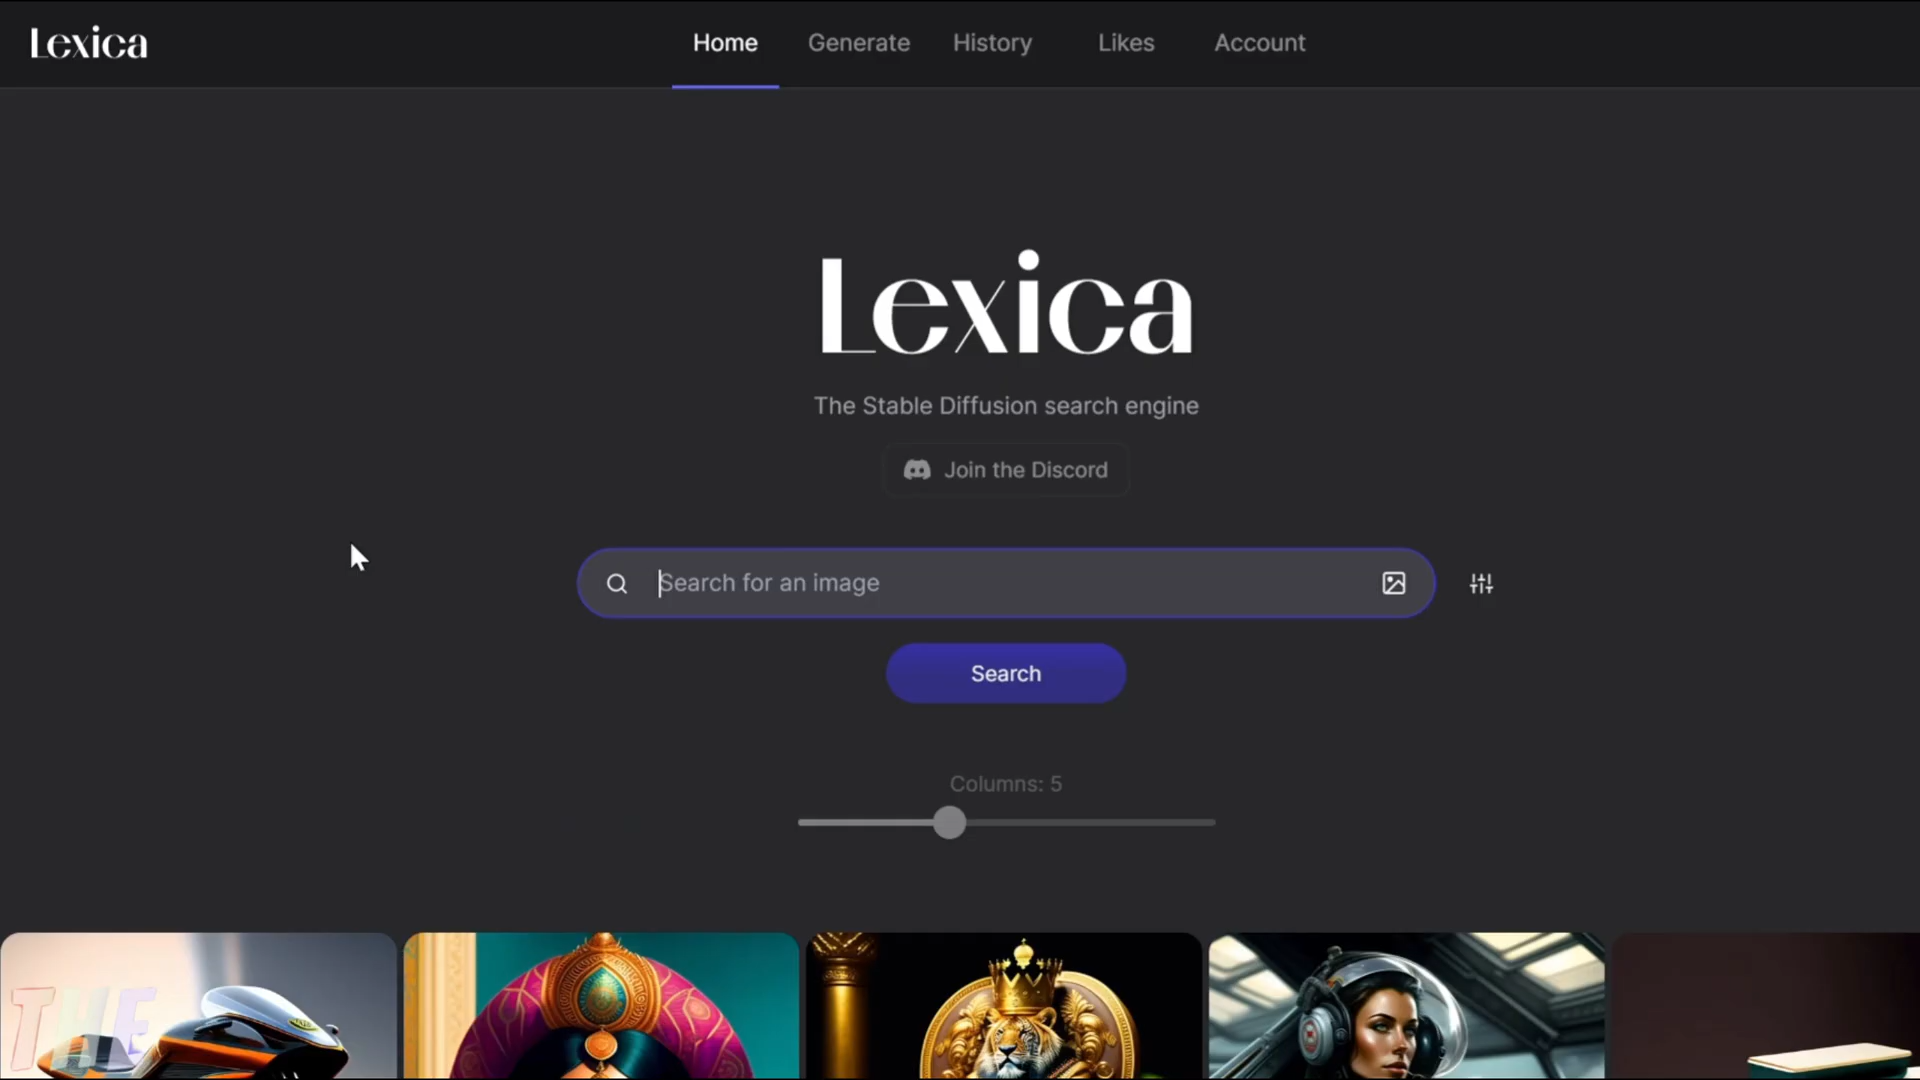 Lexica
Home Generate History Likes Account
Lexica
The Stable Diffusion search engine
Join the Discord
Search for an image
Search
Columns: 5
THE